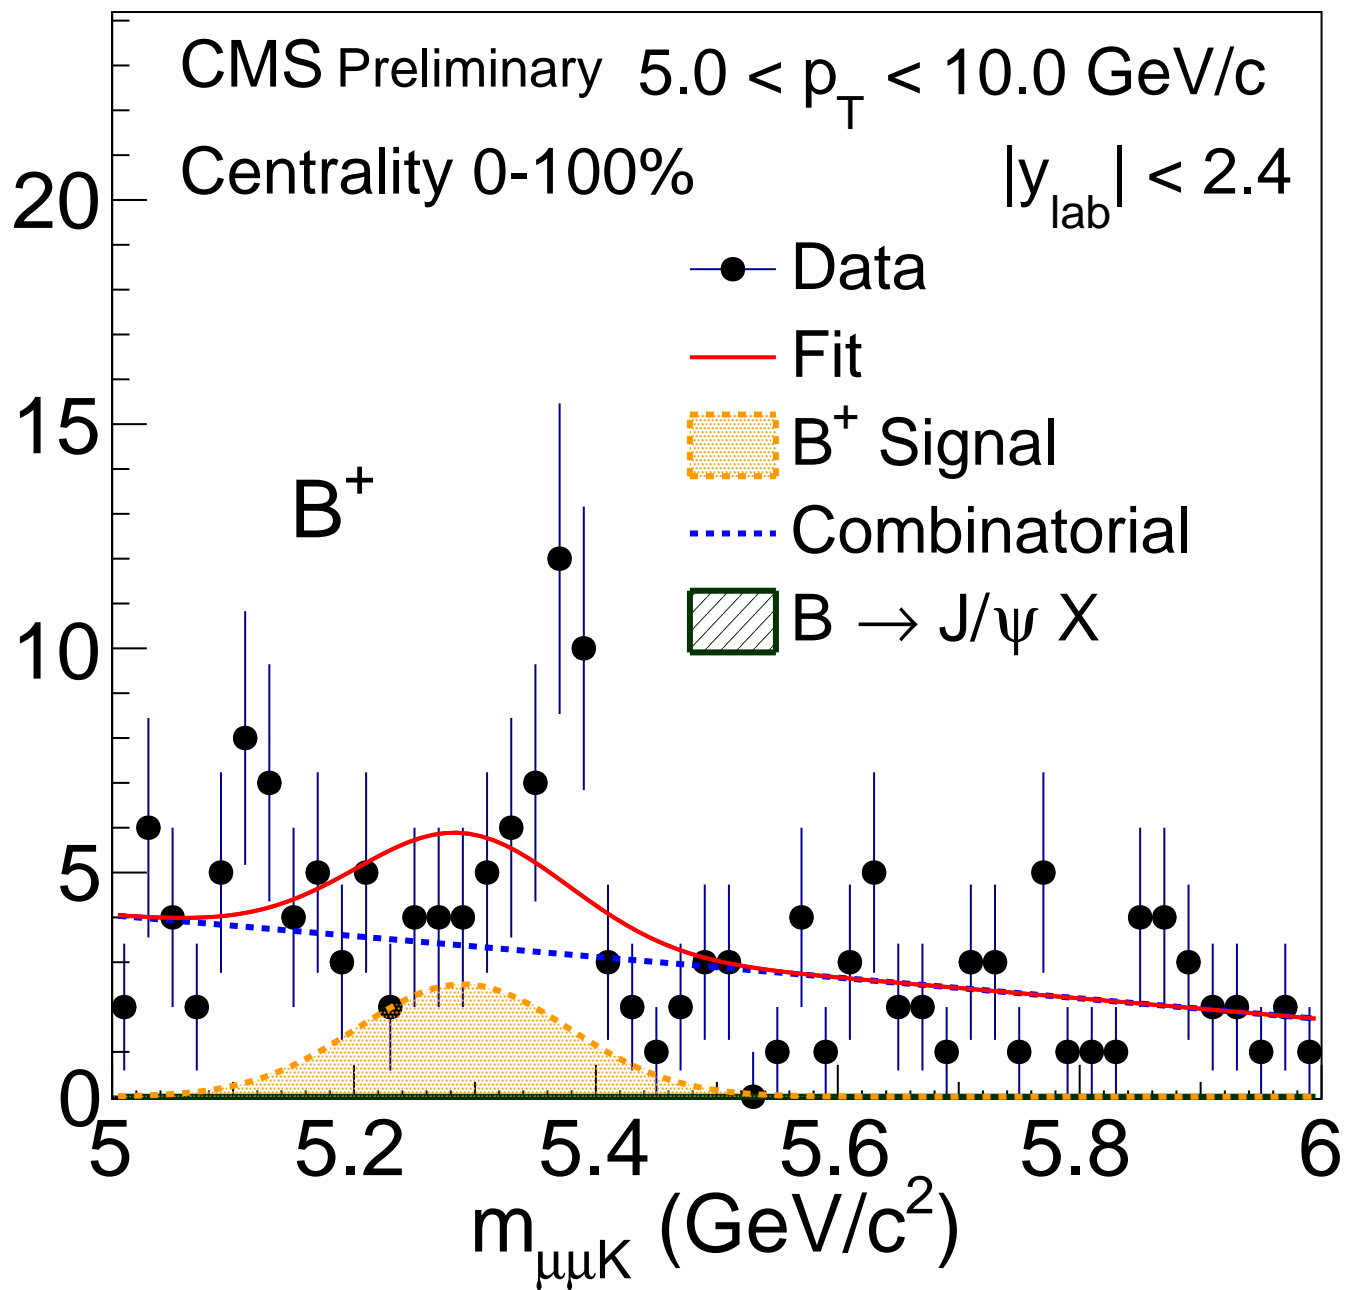 CMS Preliminary 5.0 < p_T < 10.0 GeV/c
Centrality 0-100% |y_lab| < 2.4
Data
Fit
B⁺ Signal
Combinatorial
B → J/ψ X
B⁺
20
15
10
5
0
5 5.2 5.4 5.6 5.8 6
m_μμK (GeV/c²)